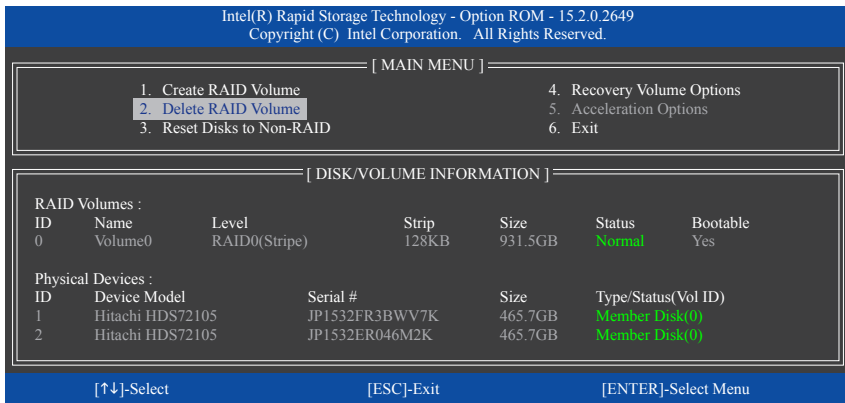 Intel(R) Rapid Storage Technology - Option ROM - 15.2.0.2649
Copyright (C) Intel Corporation. All Rights Reserved.
[ MAIN MENU ]
1. Create RAID Volume 4. Recovery Volume Options
2. Delete RAID Volume 5. Acceleration Options
3. Reset Disks to Non-RAID 6. Exit
[ DISK/VOLUME INFORMATION ]
RAID Volumes :
ID Name Level Strip Size Status Bootable
0 Volume0 RAID0(Stripe) 128KB 931.5GB Normal Yes
Physical Devices :
ID Device Model Serial # Size Type/Status(Vol ID)
1 Hitachi HDS72105 JP1532FR3BWV7K 465.7GB Member Disk(0)
2 Hitachi HDS72105 JP1532ER046M2K 465.7GB Member Disk(0)
[↑↓]-Select [ESC]-Exit [ENTER]-Select Menu